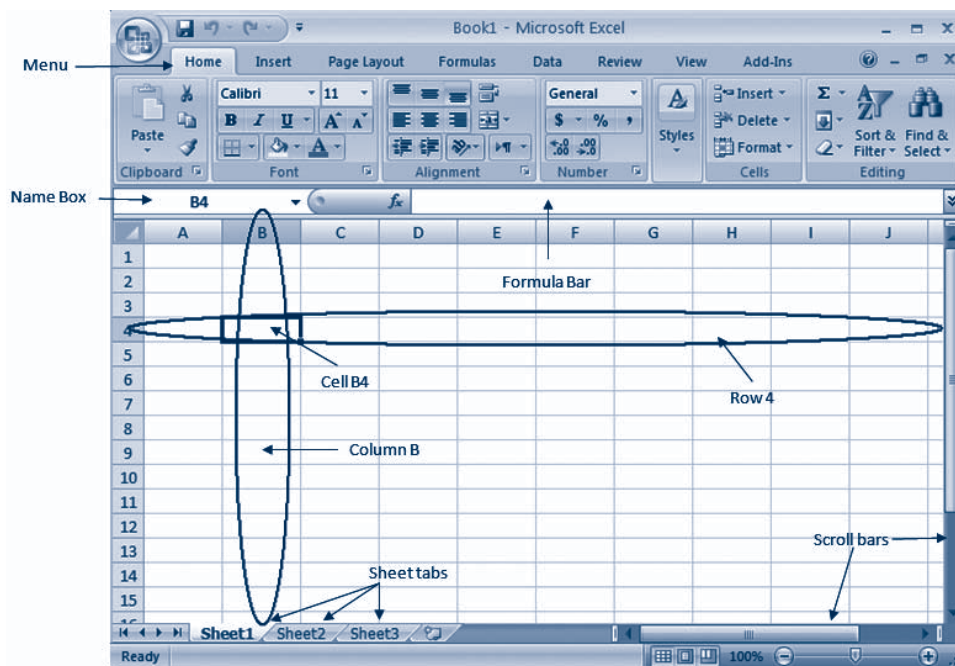 Book1 - Microsoft Excel
Menu
Home Insert Page Layout Formulas Data Review View Add-Ins
Calibri 11 General Insert Σ
B I U A A $ % , Delete
Paste A Styles Sort & Find &
.00 .00 Format Filter Select
Clipboard Font Alignment Number Cells Editing
Name Box
B4 fx
A B C D E F G H I J
1
2 Formula Bar
3
4
5
6 Cell B4
7 Row 4
8
9 Column B
10
11
12
13 Scroll bars
14 Sheet tabs
15
16
Sheet1 Sheet2 Sheet3
Ready 100%